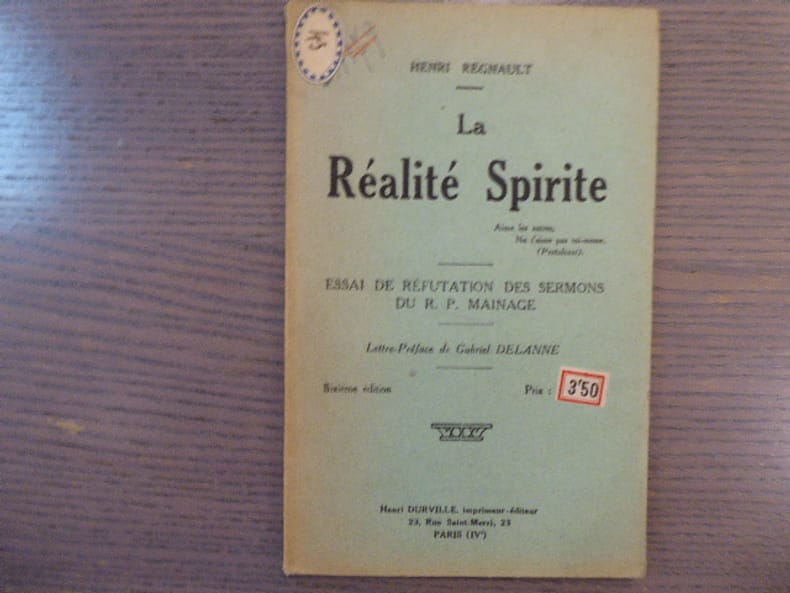 HENRI REGNAULT
La
Réalité Spirite
Aime les autres,
Ne t'aime pas toi-même.
(Pestalozzi).
ESSAI DE RÉFUTATION DES SERMONS
DU R. P. MAINAGE
Lettre-Préface de Gabriel DELANNE
Sixième édition
Prix : 3'50
Henri DURVILLE, imprimeur-éditeur
23, Rue Saint-Merri, 23
PARIS (IVᵉ)